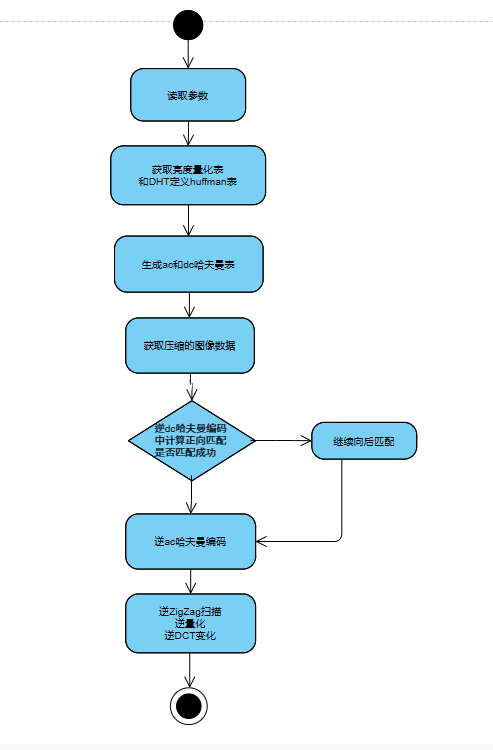 读取参数
获取亮度量化表
和DHT定义huffman表
生成ac和dc哈夫曼表
获取压缩的图像数据
逆dc哈夫曼编码
中计算正向匹配
是否匹配成功
继续向后匹配
逆ac哈夫曼编码
逆ZigZag扫描
逆量化
逆DCT变化